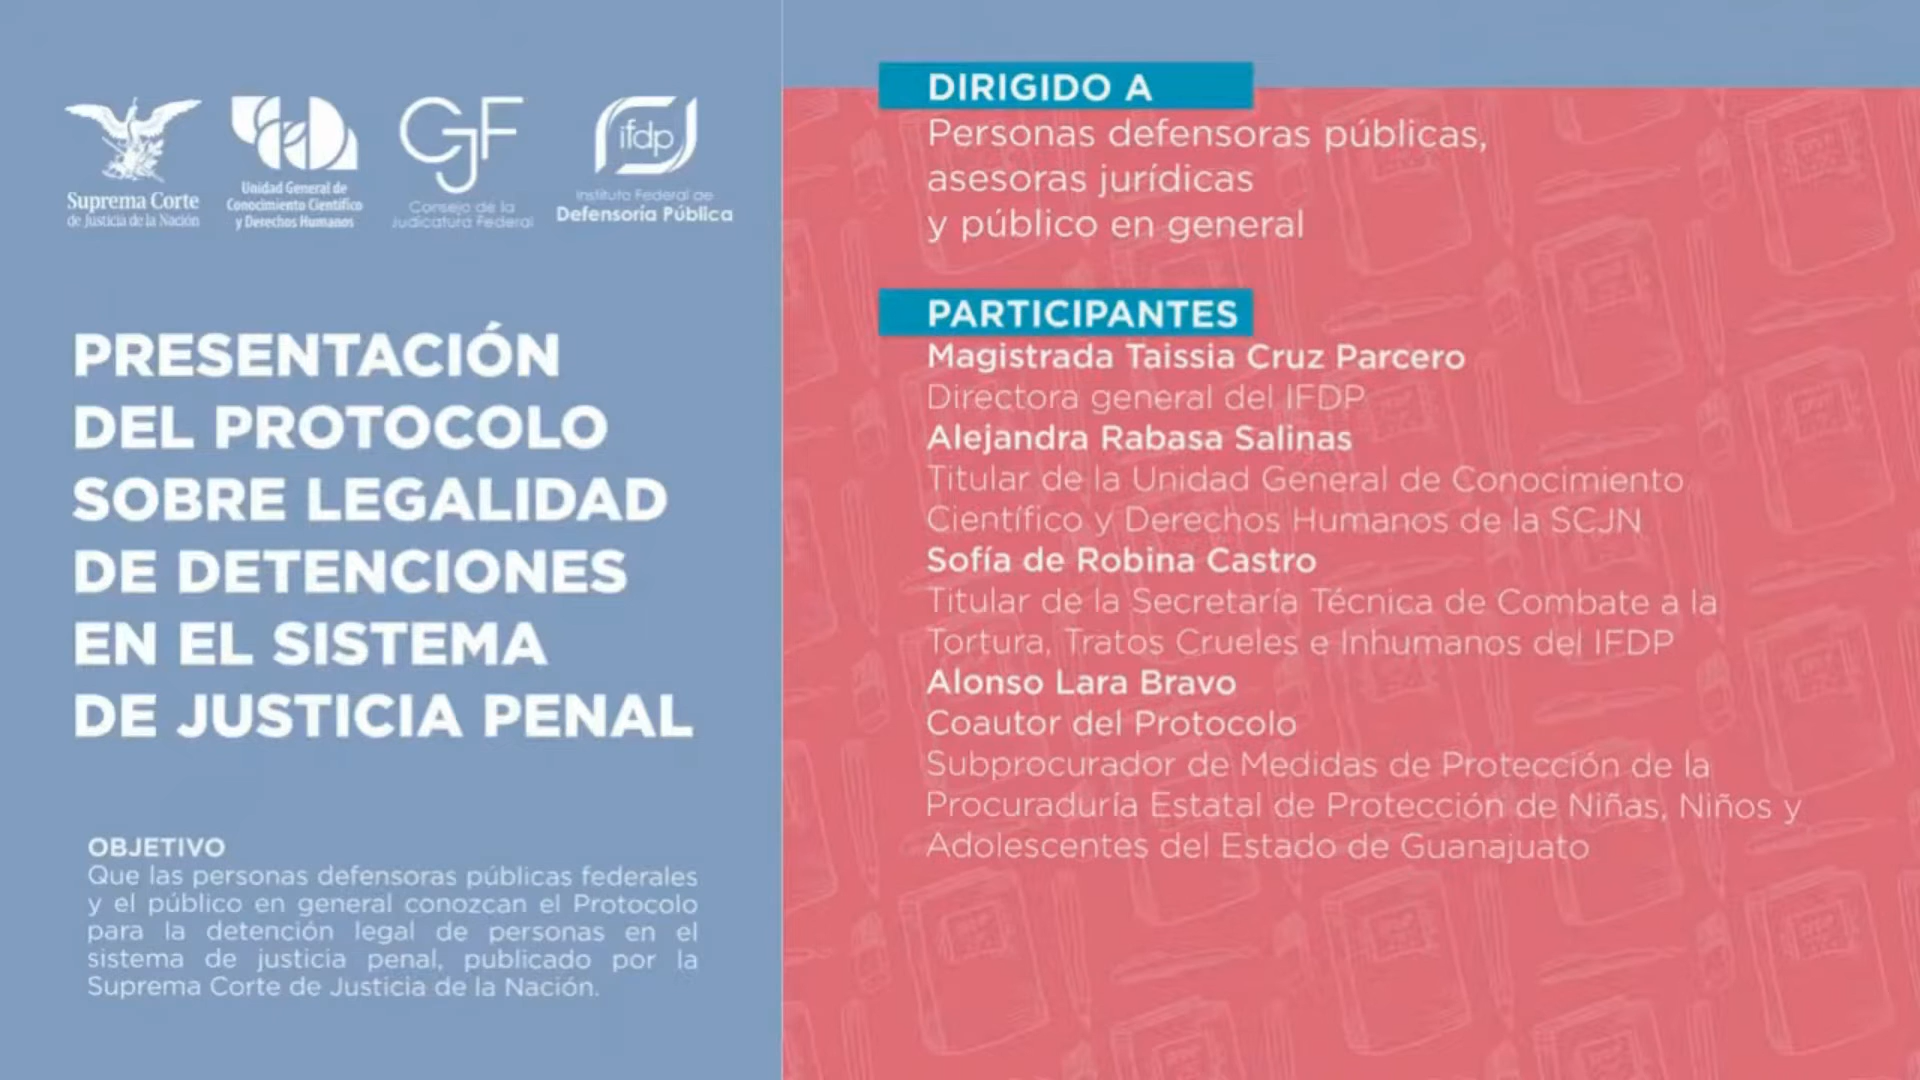 Suprema Corte
de Justicia de la Nación
Unidad General de
Conocimiento Científico
y Derechos Humanos
CJF
Consejo de la
Judicatura Federal
ifdp
Instituto Federal de
Defensoría Pública
PRESENTACIÓN
DEL PROTOCOLO
SOBRE LEGALIDAD
DE DETENCIONES
EN EL SISTEMA
DE JUSTICIA PENAL
OBJETIVO
Que las personas defensoras públicas federales
y el público en general conozcan el Protocolo
para la detención legal de personas en el
sistema de justicia penal, publicado por la
Suprema Corte de Justicia de la Nación.
DIRIGIDO A
Personas defensoras públicas,
asesoras jurídicas
y público en general
PARTICIPANTES
Magistrada Taissia Cruz Parcero
Directora general del IFDP
Alejandra Rabasa Salinas
Titular de la Unidad General de Conocimiento
Científico y Derechos Humanos de la SCJN
Sofía de Robina Castro
Titular de la Secretaría Técnica de Combate a la
Tortura, Tratos Crueles e Inhumanos del IFDP
Alonso Lara Bravo
Coautor del Protocolo
Subprocurador de Medidas de Protección de la
Procuraduría Estatal de Protección de Niñas, Niños y
Adolescentes del Estado de Guanajuato